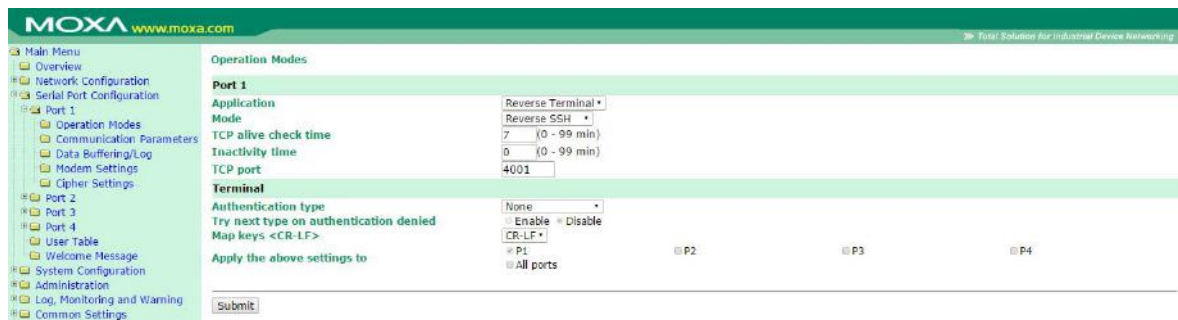 MOXA www.moxa.com
Total Solution for Industrial Device Networking
Main Menu
Overview
Network Configuration
Serial Port Configuration
Port 1
Operation Modes
Communication Parameters
Data Buffering/Log
Modem Settings
Cipher Settings
Port 2
Port 3
Port 4
User Table
Welcome Message
System Configuration
Administration
Log, Monitoring and Warning
Common Settings
Operation Modes
Port 1
Application Reverse Terminal
Mode Reverse SSH
TCP alive check time 7 (0 - 99 min)
Inactivity time 0 (0 - 99 min)
TCP port 4001
Terminal
Authentication type None
Try next type on authentication denied Enable Disable
Map keys <CR-LF> CR-LF
Apply the above settings to P1 P2 P3 P4
All ports
Submit